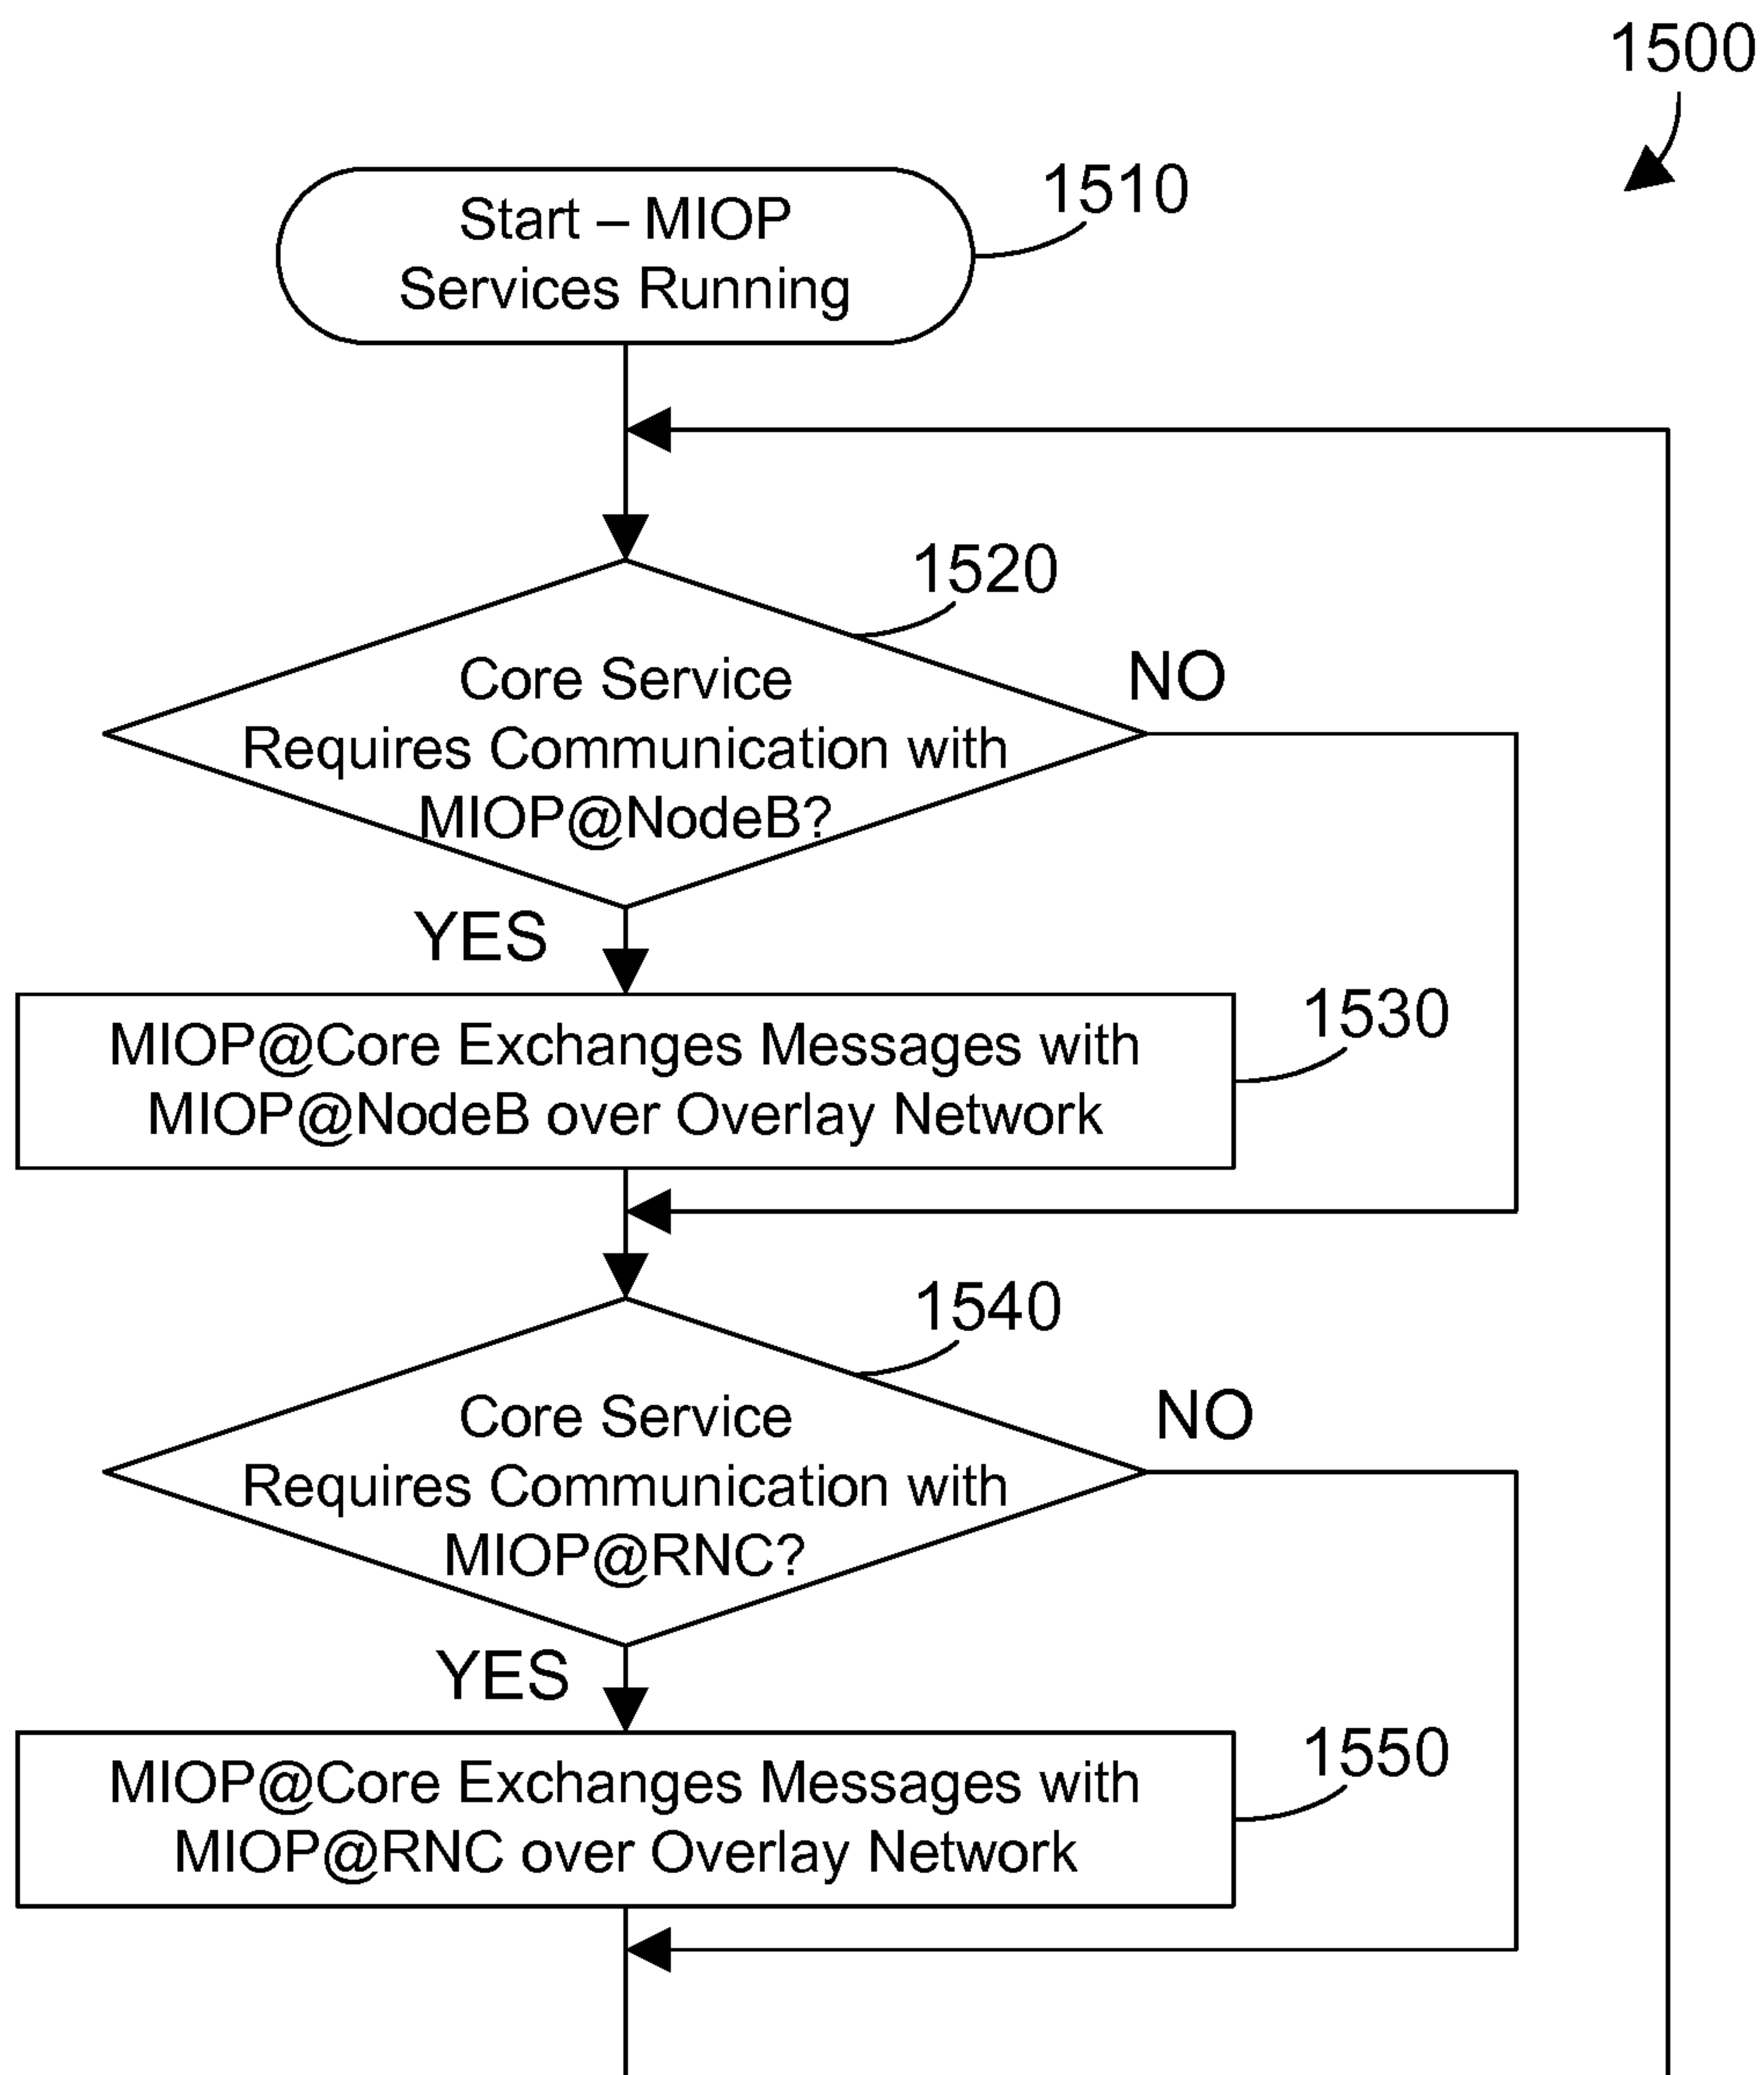 1500
Start – MIOP
Services Running
1510
1520
Core Service
Requires Communication with
MIOP@NodeB?
NO
YES
MIOP@Core Exchanges Messages with
MIOP@NodeB over Overlay Network
1530
1540
Core Service
Requires Communication with
MIOP@RNC?
NO
YES
MIOP@Core Exchanges Messages with
MIOP@RNC over Overlay Network
1550